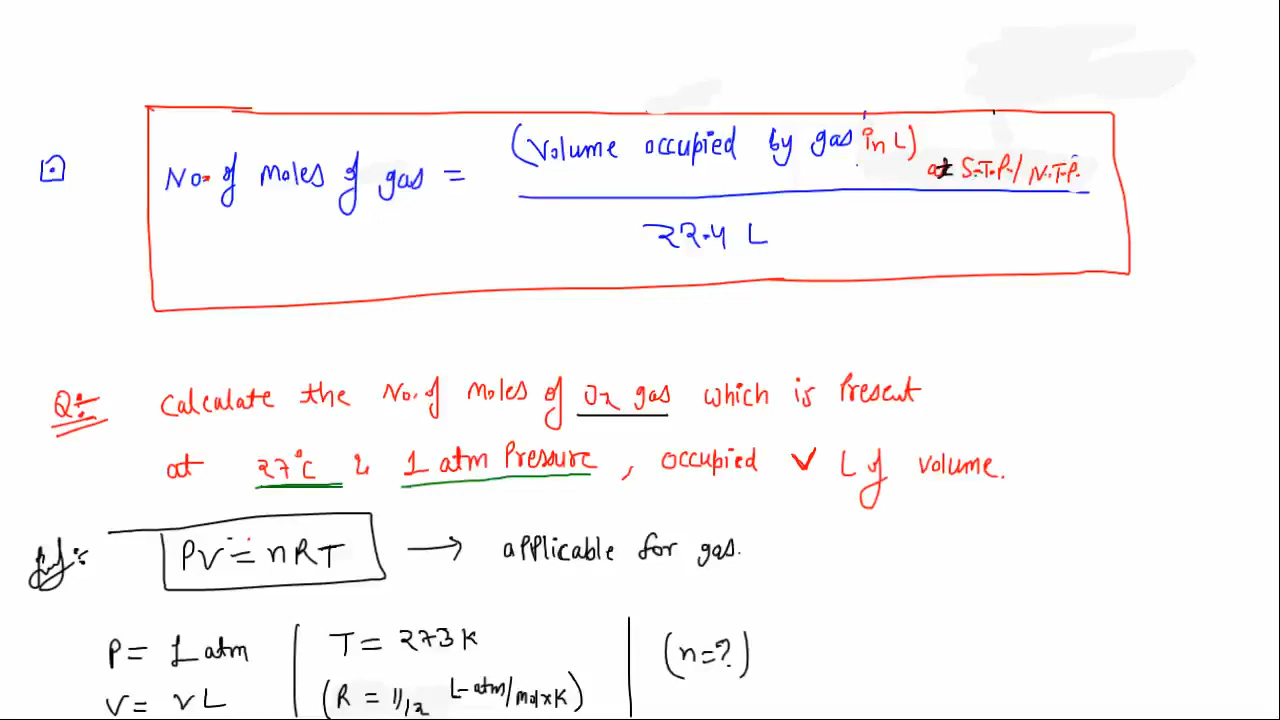 No. of moles of gas = (Volume occupied by gas in L) at S.T.P./ N.T.P.
22.4 L
Q: Calculate the No. of moles of O2 gas which is Present
at 27°C & 1 atm Pressure, occupied V L of volume.
PV = nRT → applicable for gas.
P = 1 atm | T = 273 K | (n=?)
V = V L (R = 1/12 L-atm/mol×K)